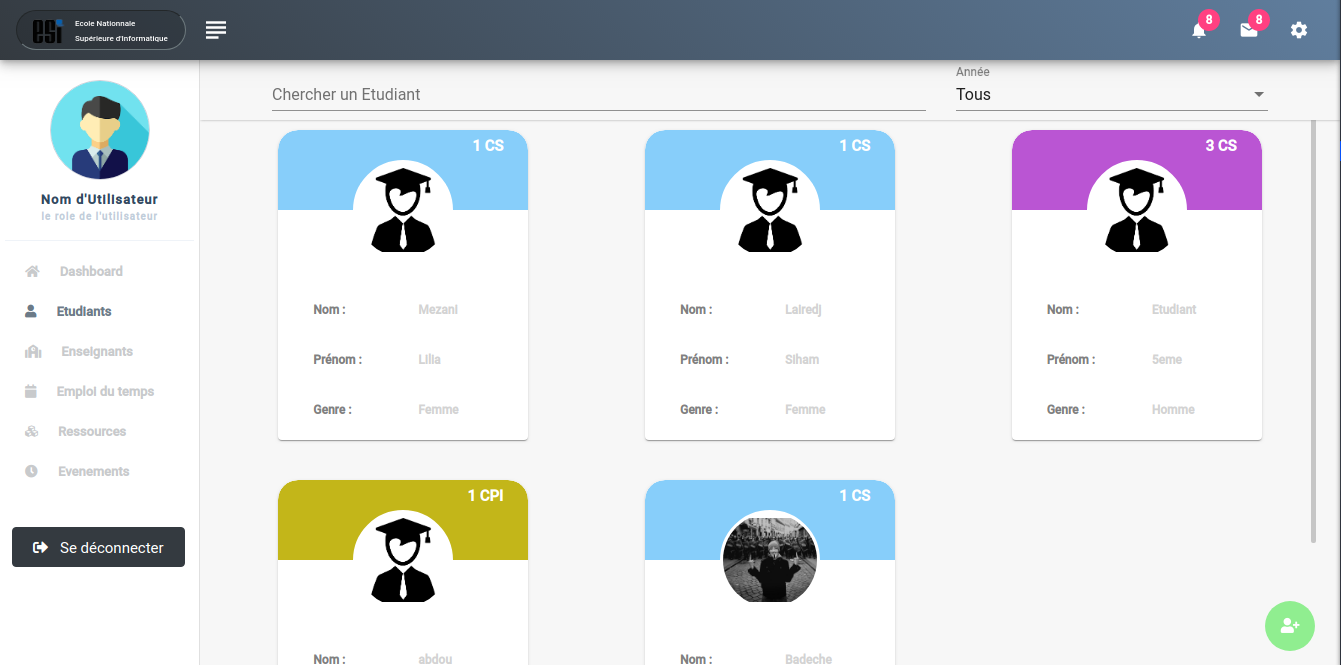 esi
Ecole Nationnale
Supérieure d'Informatique
8
8
Nom d'Utilisateur
le role de l'utilisateur
Dashboard
Etudiants
Enseignants
Emploi du temps
Ressources
Evenements
Se déconnecter
Chercher un Etudiant
Année
Tous
1 CS
Nom : Mezani
Prénom : Lilia
Genre : Femme
1 CS
Nom : Lairedj
Prénom : Siham
Genre : Femme
3 CS
Nom : Etudiant
Prénom : 5eme
Genre : Homme
1 CPI
Nom : abdou
1 CS
Nom : Badeche